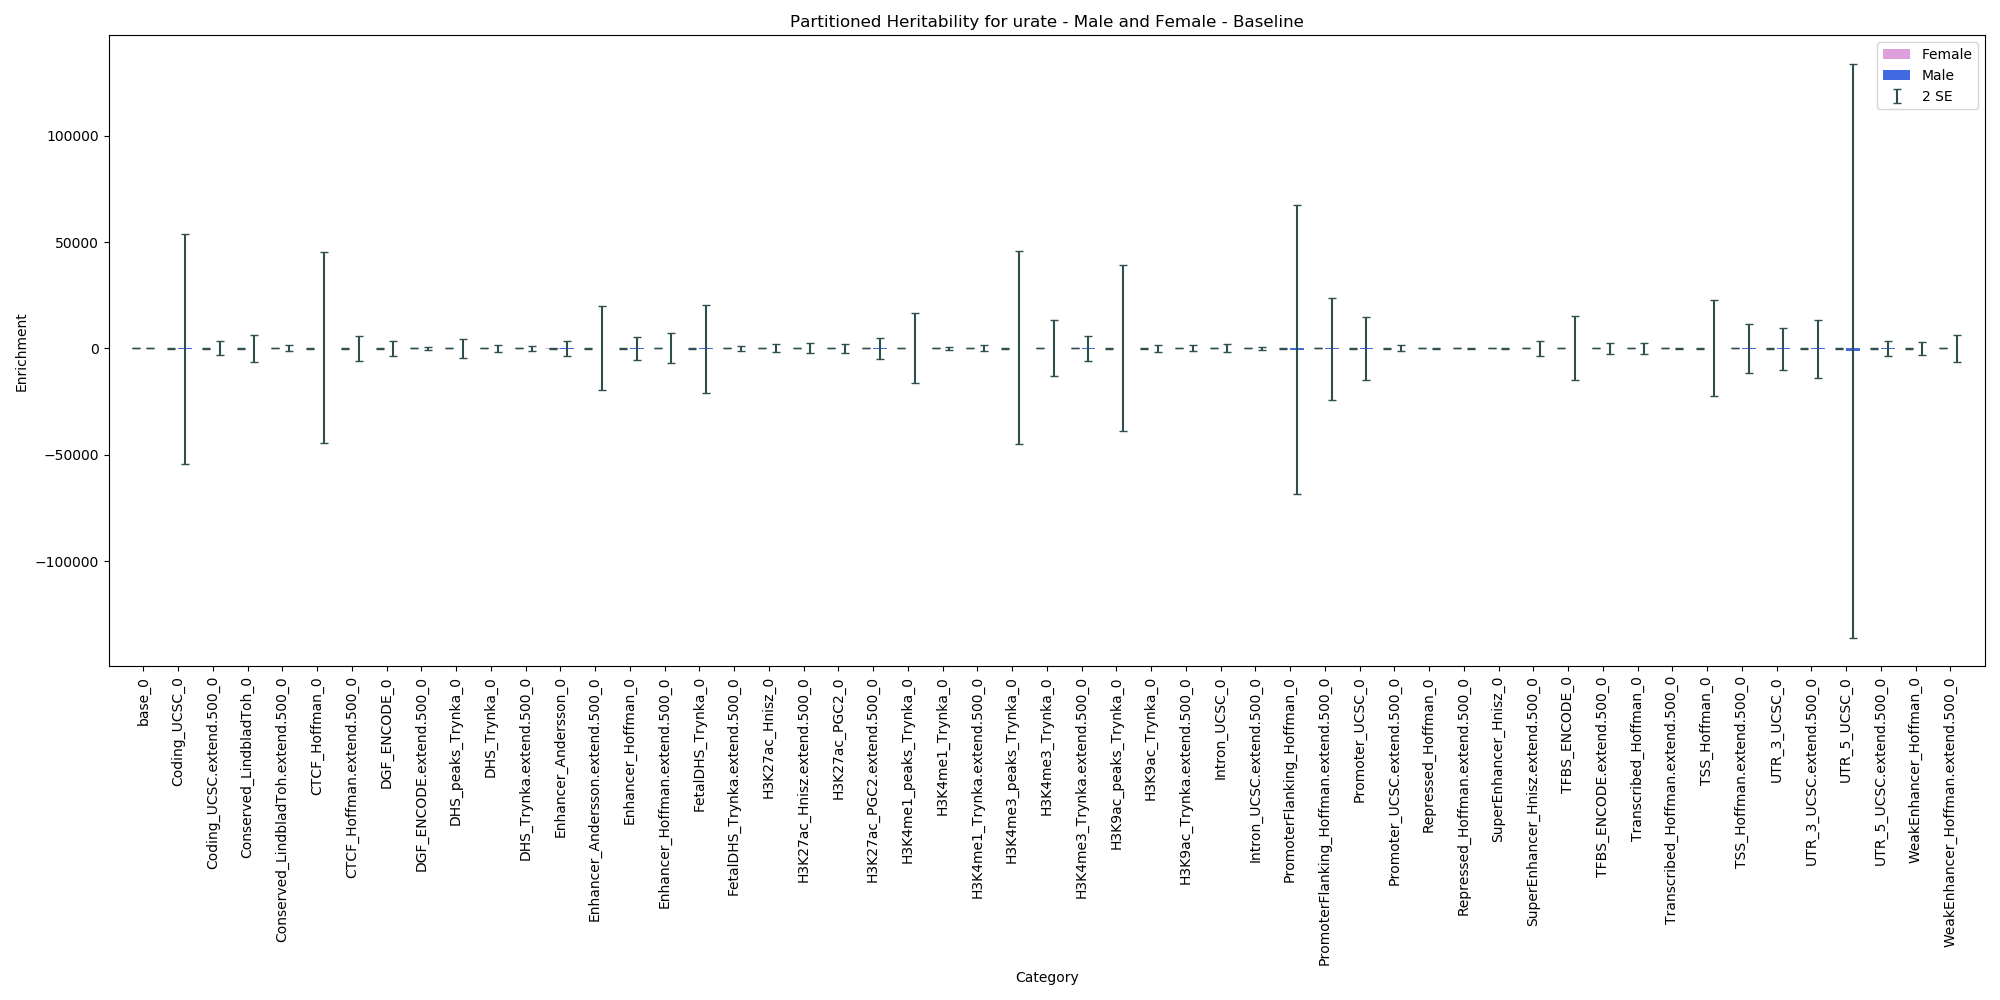 Partitioned Heritability for urate - Male and Female - Baseline
Female
Male
2 SE
Enrichment
100000
50000
0
−50000
−100000
base_0
Coding_UCSC_0
Coding_UCSC.extend.500_0
Conserved_LindbladToh_0
Conserved_LindbladToh.extend.500_0
CTCF_Hoffman_0
CTCF_Hoffman.extend.500_0
DGF_ENCODE_0
DGF_ENCODE.extend.500_0
DHS_peaks_Trynka_0
DHS_Trynka_0
DHS_Trynka.extend.500_0
Enhancer_Andersson_0
Enhancer_Andersson.extend.500_0
Enhancer_Hoffman_0
Enhancer_Hoffman.extend.500_0
FetalDHS_Trynka_0
FetalDHS_Trynka.extend.500_0
H3K27ac_Hnisz_0
H3K27ac_Hnisz.extend.500_0
H3K27ac_PGC2_0
H3K27ac_PGC2.extend.500_0
H3K4me1_peaks_Trynka_0
H3K4me1_Trynka_0
H3K4me1_Trynka.extend.500_0
H3K4me3_peaks_Trynka_0
H3K4me3_Trynka_0
H3K4me3_Trynka.extend.500_0
H3K9ac_peaks_Trynka_0
H3K9ac_Trynka_0
H3K9ac_Trynka.extend.500_0
Intron_UCSC_0
Intron_UCSC.extend.500_0
PromoterFlanking_Hoffman_0
PromoterFlanking_Hoffman.extend.500_0
Promoter_UCSC_0
Promoter_UCSC.extend.500_0
Repressed_Hoffman_0
Repressed_Hoffman.extend.500_0
SuperEnhancer_Hnisz_0
SuperEnhancer_Hnisz.extend.500_0
TFBS_ENCODE_0
TFBS_ENCODE.extend.500_0
Transcribed_Hoffman_0
Transcribed_Hoffman.extend.500_0
TSS_Hoffman_0
TSS_Hoffman.extend.500_0
UTR_3_UCSC_0
UTR_3_UCSC.extend.500_0
UTR_5_UCSC_0
UTR_5_UCSC.extend.500_0
WeakEnhancer_Hoffman_0
WeakEnhancer_Hoffman.extend.500_0
Category